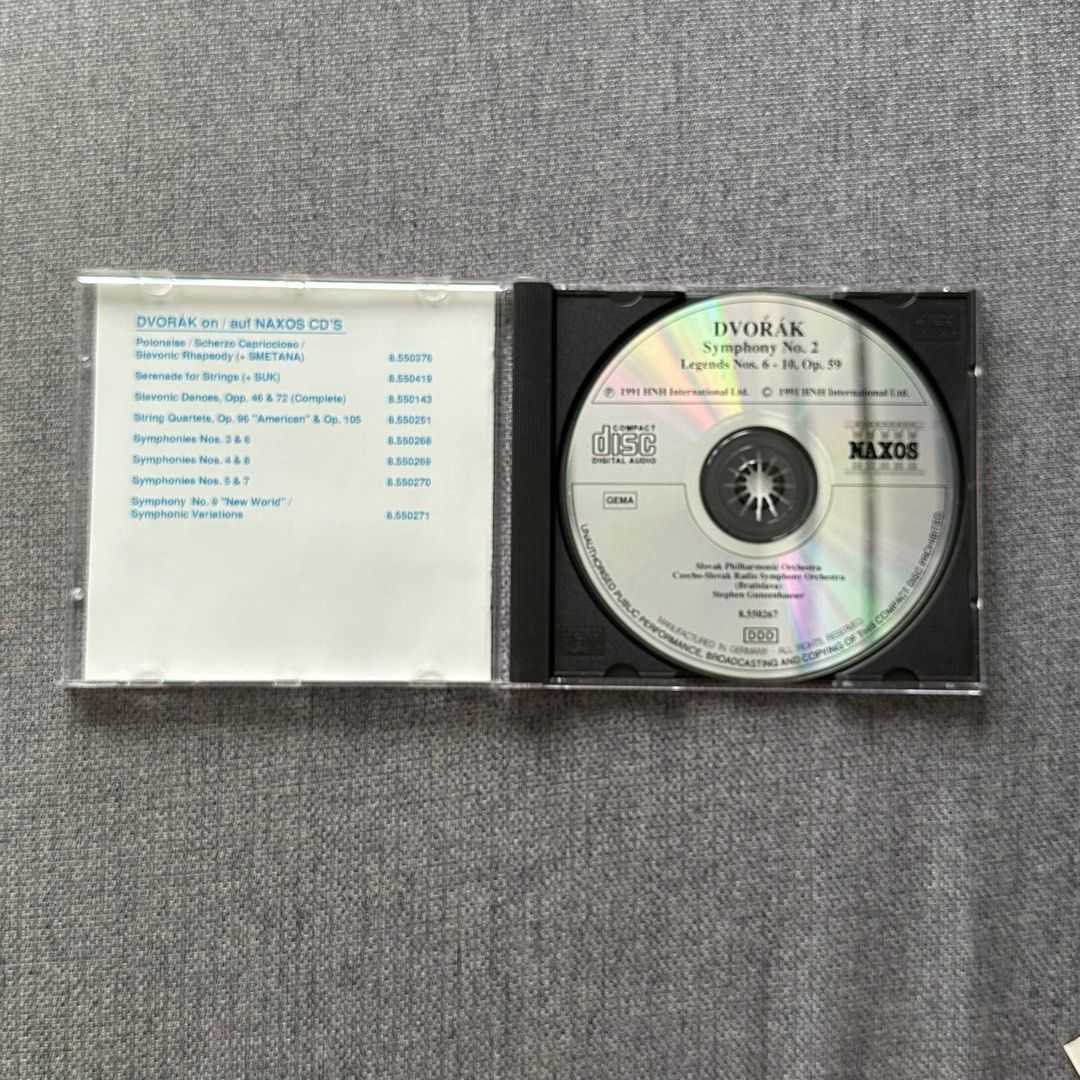 DVOŘÁK on / auf NAXOS CD'S
Polonaise / Scherzo Capriccioso /
Slavonic Rhapsody (+ SMETANA) 8.550376
Serenade for Strings (+ SUK) 8.550419
Slavonic Dances, Opp. 46 & 72 (Complete) 8.550143
String Quartets, Op. 96 "American" & Op. 105 8.550251
Symphonies Nos. 3 & 6 8.550268
Symphonies Nos. 4 & 8 8.550269
Symphonies Nos. 5 & 7 8.550270
Symphony No. 9 "New World" /
Symphonic Variations 8.550271
DVOŘÁK
Symphony No. 2
Legends Nos. 6 - 10, Op. 59
℗ 1991 HNH International Ltd. © 1991 HNH International Ltd.
COMPACT
disc
DIGITAL AUDIO
NAXOS
GEMA
Slovak Philharmonic Orchestra
Czecho-Slovak Radio Symphony Orchestra
(Bratislava)
Stephen Gunzenhauser
8.550267
DDD
MANUFACTURED IN GERMANY · ALL RIGHTS RESERVED
UNAUTHORISED PUBLIC PERFORMANCE, BROADCASTING AND COPYING OF THIS COMPACT DISC PROHIBITED